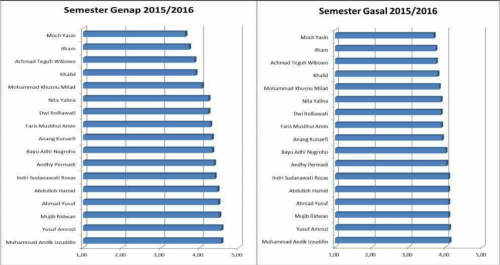 Semester Genap 2015/2016
Moch Yasin
Ilham
Achmad Teguh Wibowo
Khalid
Mohammad Khusnu Milad
Nita Yalina
Dwi Rolliawati
Faris Muslihul Amin
Anang Kunaefi
Bayu Adhi Nugroho
Andhy Permadi
Indri Sudanawati Rozas
Abdulloh Hamid
Ahmad Yusuf
Mujib Ridwan
Yusuf Amrozi
Muhammad Andik Izzuddin
1,00 2,00 3,00 4,00 5,00
Semester Gasal 2015/2016
Moch Yasin
Ilham
Achmad Teguh Wibowo
Khalid
Mohammad Khusnu Milad
Nita Yalina
Dwi Rolliawati
Faris Muslihul Amin
Anang Kunaefi
Bayu Adhi Nugroho
Andhy Permadi
Indri Sudanawati Rozas
Abdulloh Hamid
Ahmad Yusuf
Mujib Ridwan
Yusuf Amrozi
Muhammad Andik Izzuddin
1,00 2,00 3,00 4,00 5,00